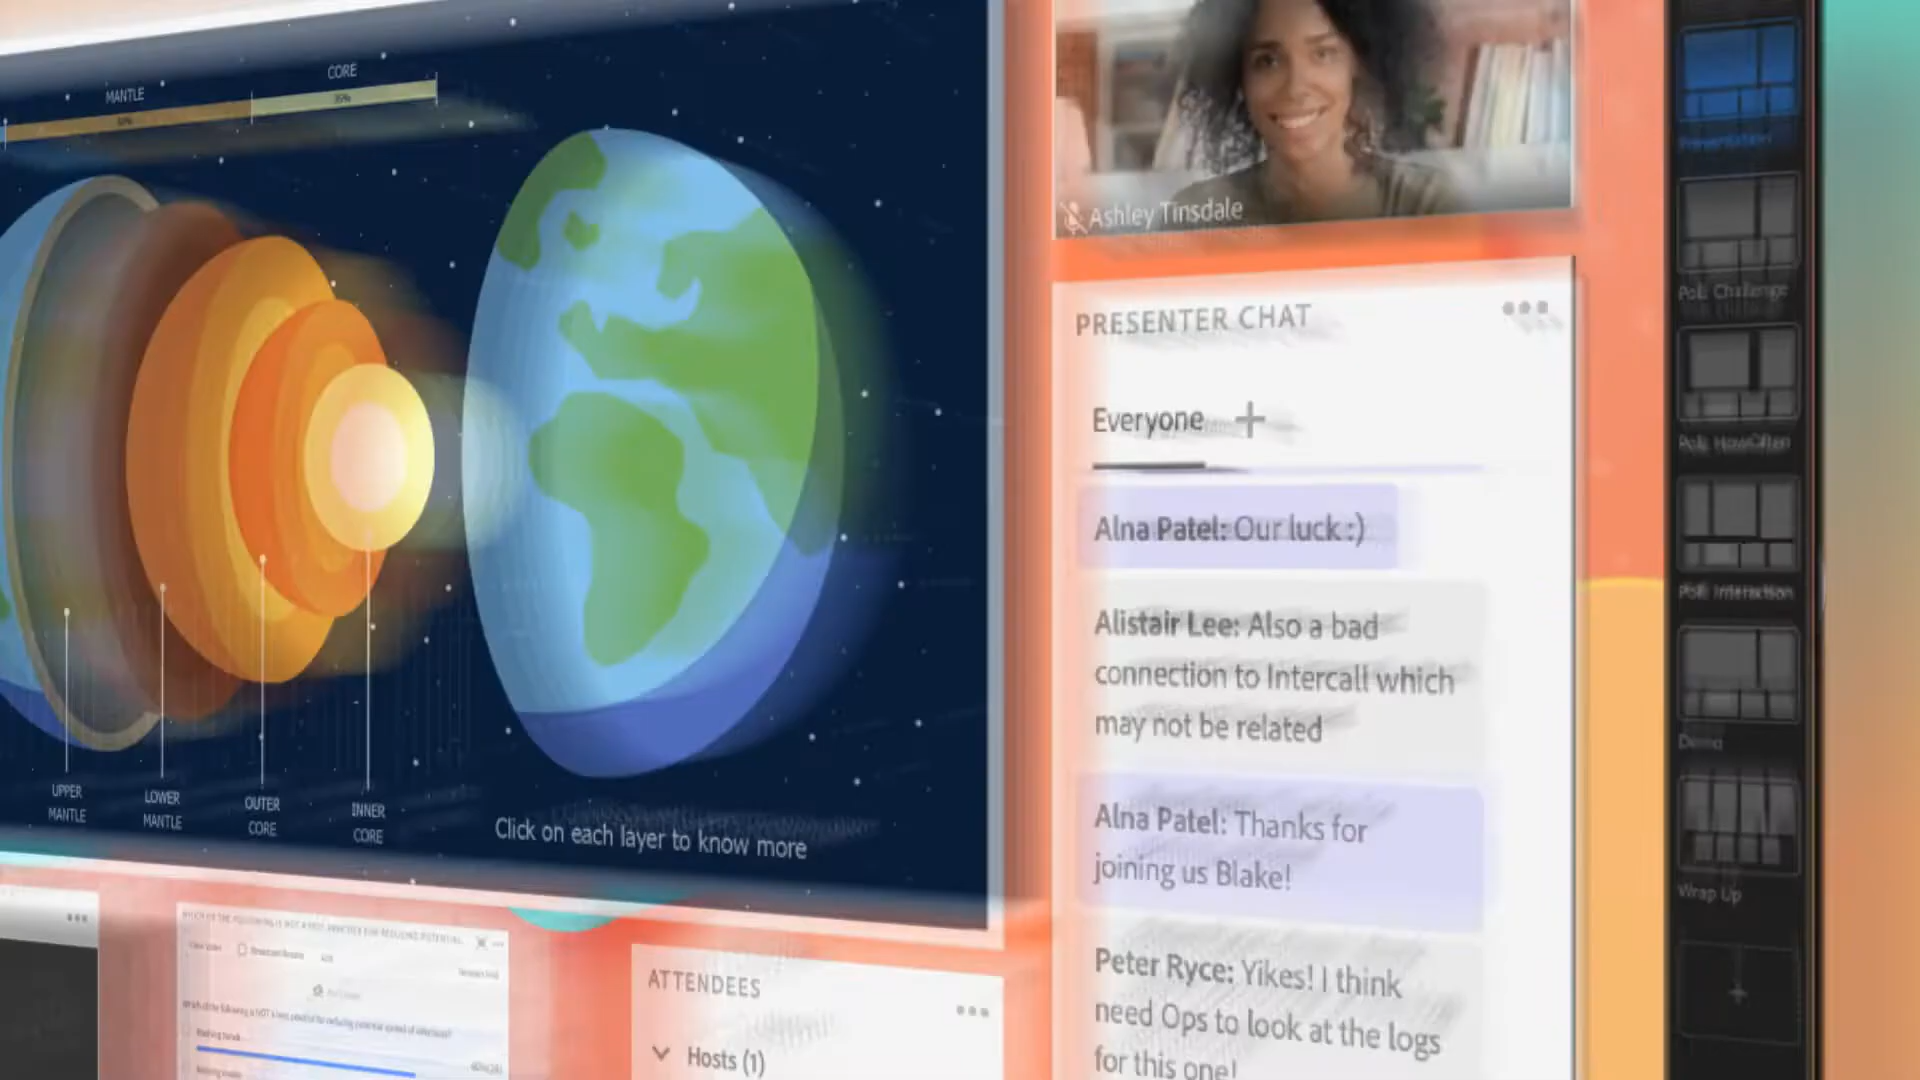 CORE
MANTLE
UPPER
MANTLE
LOWER
MANTLE
OUTER
CORE
INNER
CORE
Click on each layer to know more
Ashley Tinsdale
PRESENTER CHAT
Everyone
Alna Patel: Our luck :)
Alistair Lee: Also a bad
connection to Intercall which
may not be related
Alna Patel: Thanks for
joining us Blake!
Peter Ryce: Yikes! I think
need Ops to look at the logs
for this one!
ATTENDEES
Hosts (1)
Presentation
Poll Challenge
Poll HowOften
Poll Interaction
Demo
Wrap Up